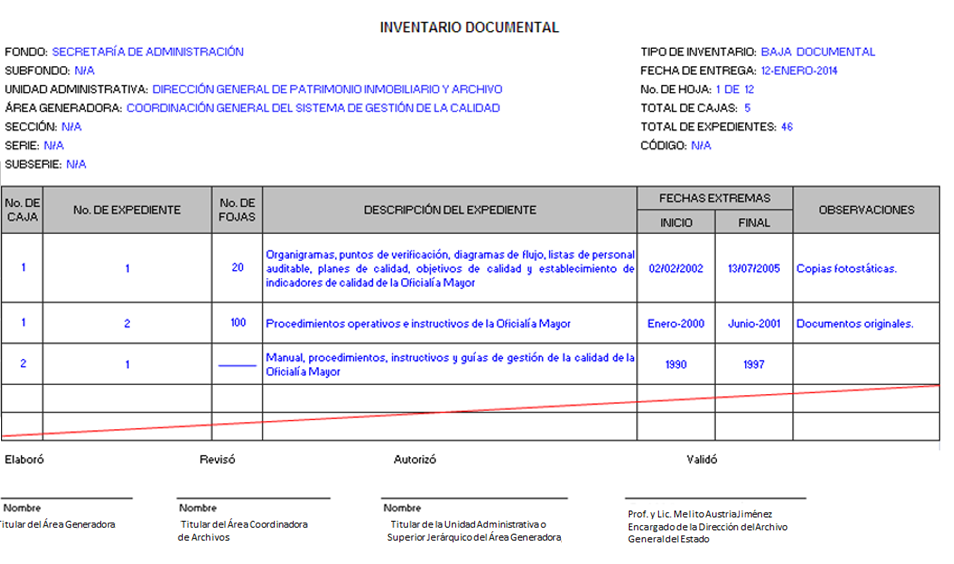 INVENTARIO DOCUMENTAL
FONDO: SECRETARÍA DE ADMINISTRACIÓN
SUBFONDO: N/A
UNIDAD ADMINISTRATIVA: DIRECCIÓN GENERAL DE PATRIMONIO INMOBILIARIO Y ARCHIVO
ÁREA GENERADORA: COORDINACIÓN GENERAL DEL SISTEMA DE GESTIÓN DE LA CALIDAD
SECCIÓN: N/A
SERIE: N/A
SUBSERIE: N/A
TIPO DE INVENTARIO: BAJA DOCUMENTAL
FECHA DE ENTREGA: 12-ENERO-2014
No. DE HOJA: 1 DE 12
TOTAL DE CAJAS: 5
TOTAL DE EXPEDIENTES: 46
CÓDIGO: N/A
No. DE CAJA
No. DE EXPEDIENTE
No. DE FOJAS
DESCRIPCIÓN DEL EXPEDIENTE
FECHAS EXTREMAS
INICIO
FINAL
OBSERVACIONES
1
1
20
Organigramas, puntos de verificación, diagramas de flujo, listas de personal
auditable, planes de calidad, objetivos de calidad y establecimiento de
indicadores de calidad de la Oficialía Mayor
02/02/2002
13/07/2005
Copias fotostáticas.
1
2
100
Procedimientos operativos e instructivos de la Oficialía Mayor
Enero-2000
Junio-2001
Documentos originales.
2
1
Manual, procedimientos, instructivos y guías de gestión de la calidad de la
Oficialía Mayor
1990
1997
Elaboró
Revisó
Autorizó
Validó
Nombre
Titular del Área Generadora
Nombre
Titular del Área Coordinadora
de Archivos
Nombre
Titular de la Unidad Administrativa o
Superior Jerárquico del Área Generadora
Prof. y Lic. Melito Austria Jiménez
Encargado de la Dirección del Archivo
General del Estado